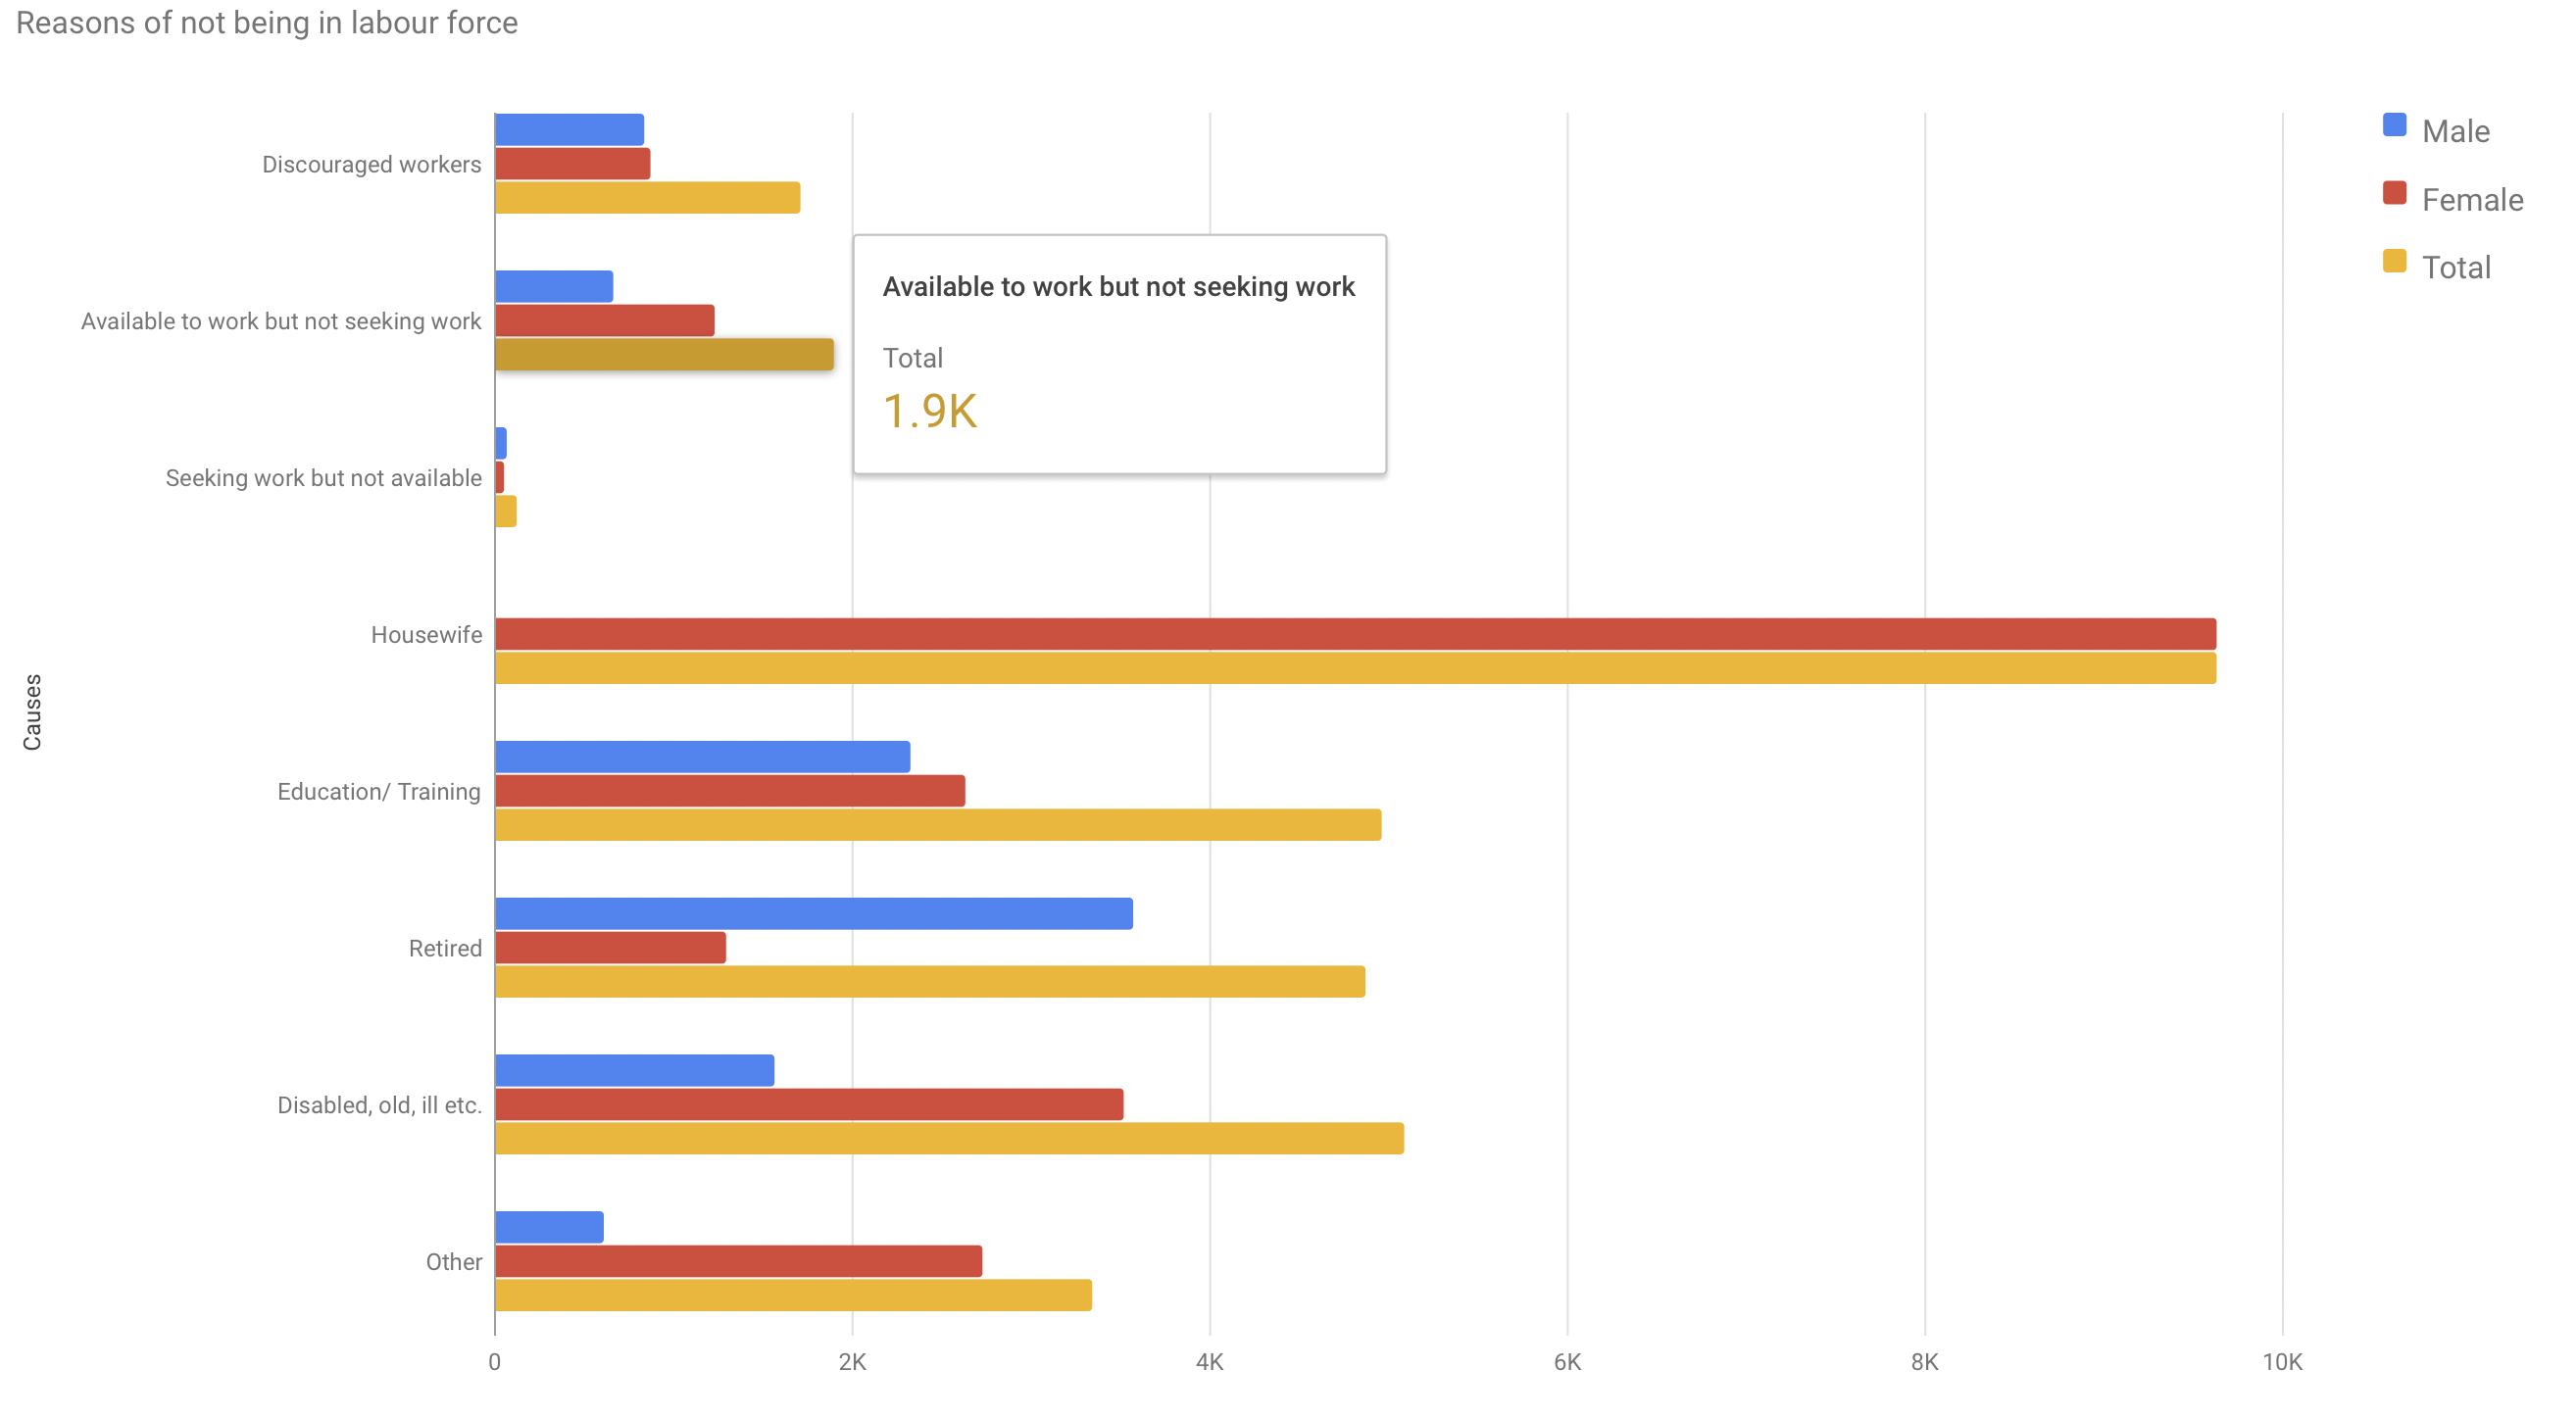 Reasons of not being in labour force
Male
Female
Total
Discouraged workers
Available to work but not seeking work
Seeking work but not available
Housewife
Education/ Training
Retired
Disabled, old, ill etc.
Other
Causes
Available to work but not seeking work
Total
1.9K
0
2K
4K
6K
8K
10K